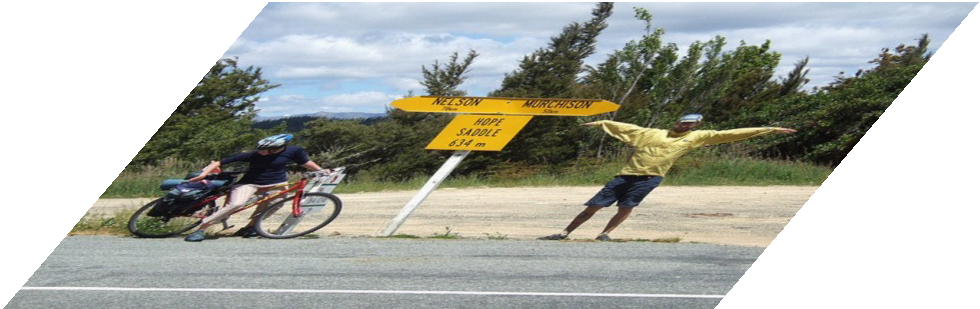 NELSON MURCHISON
HOPE
SADDLE
634 m